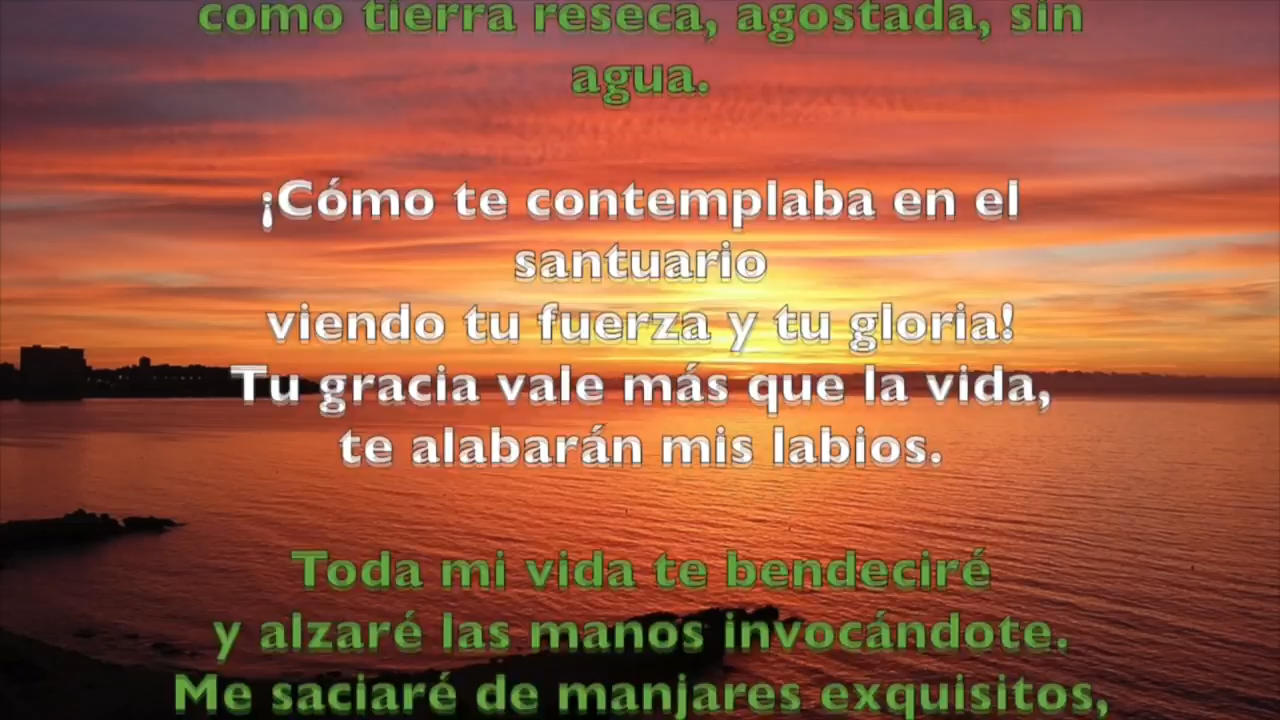 como tierra reseca, agostada, sin
agua.
¡Cómo te contemplaba en el
santuario
viendo tu fuerza y tu gloria!
Tu gracia vale más que la vida,
te alabarán mis labios.
Toda mi vida te bendeciré
y alzaré las manos invocándote.
Me saciaré de manjares exquisitos,